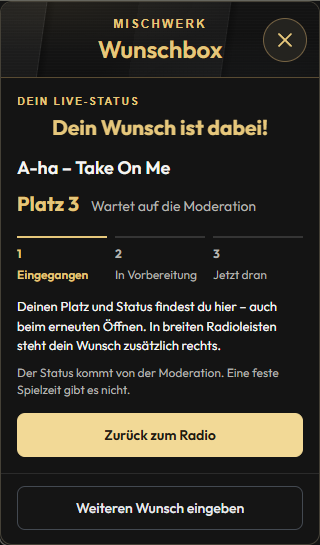 MISCHWERK
Wunschbox
DEIN LIVE-STATUS
Dein Wunsch ist dabei!
A-ha – Take On Me
Platz 3 Wartet auf die Moderation
1 2 3
Eingegangen In Vorbereitung Jetzt dran
Deinen Platz und Status findest du hier – auch
beim erneuten Öffnen. In breiten Radioleisten
steht dein Wunsch zusätzlich rechts.
Der Status kommt von der Moderation. Eine feste
Spielzeit gibt es nicht.
Zurück zum Radio
Weiteren Wunsch eingeben